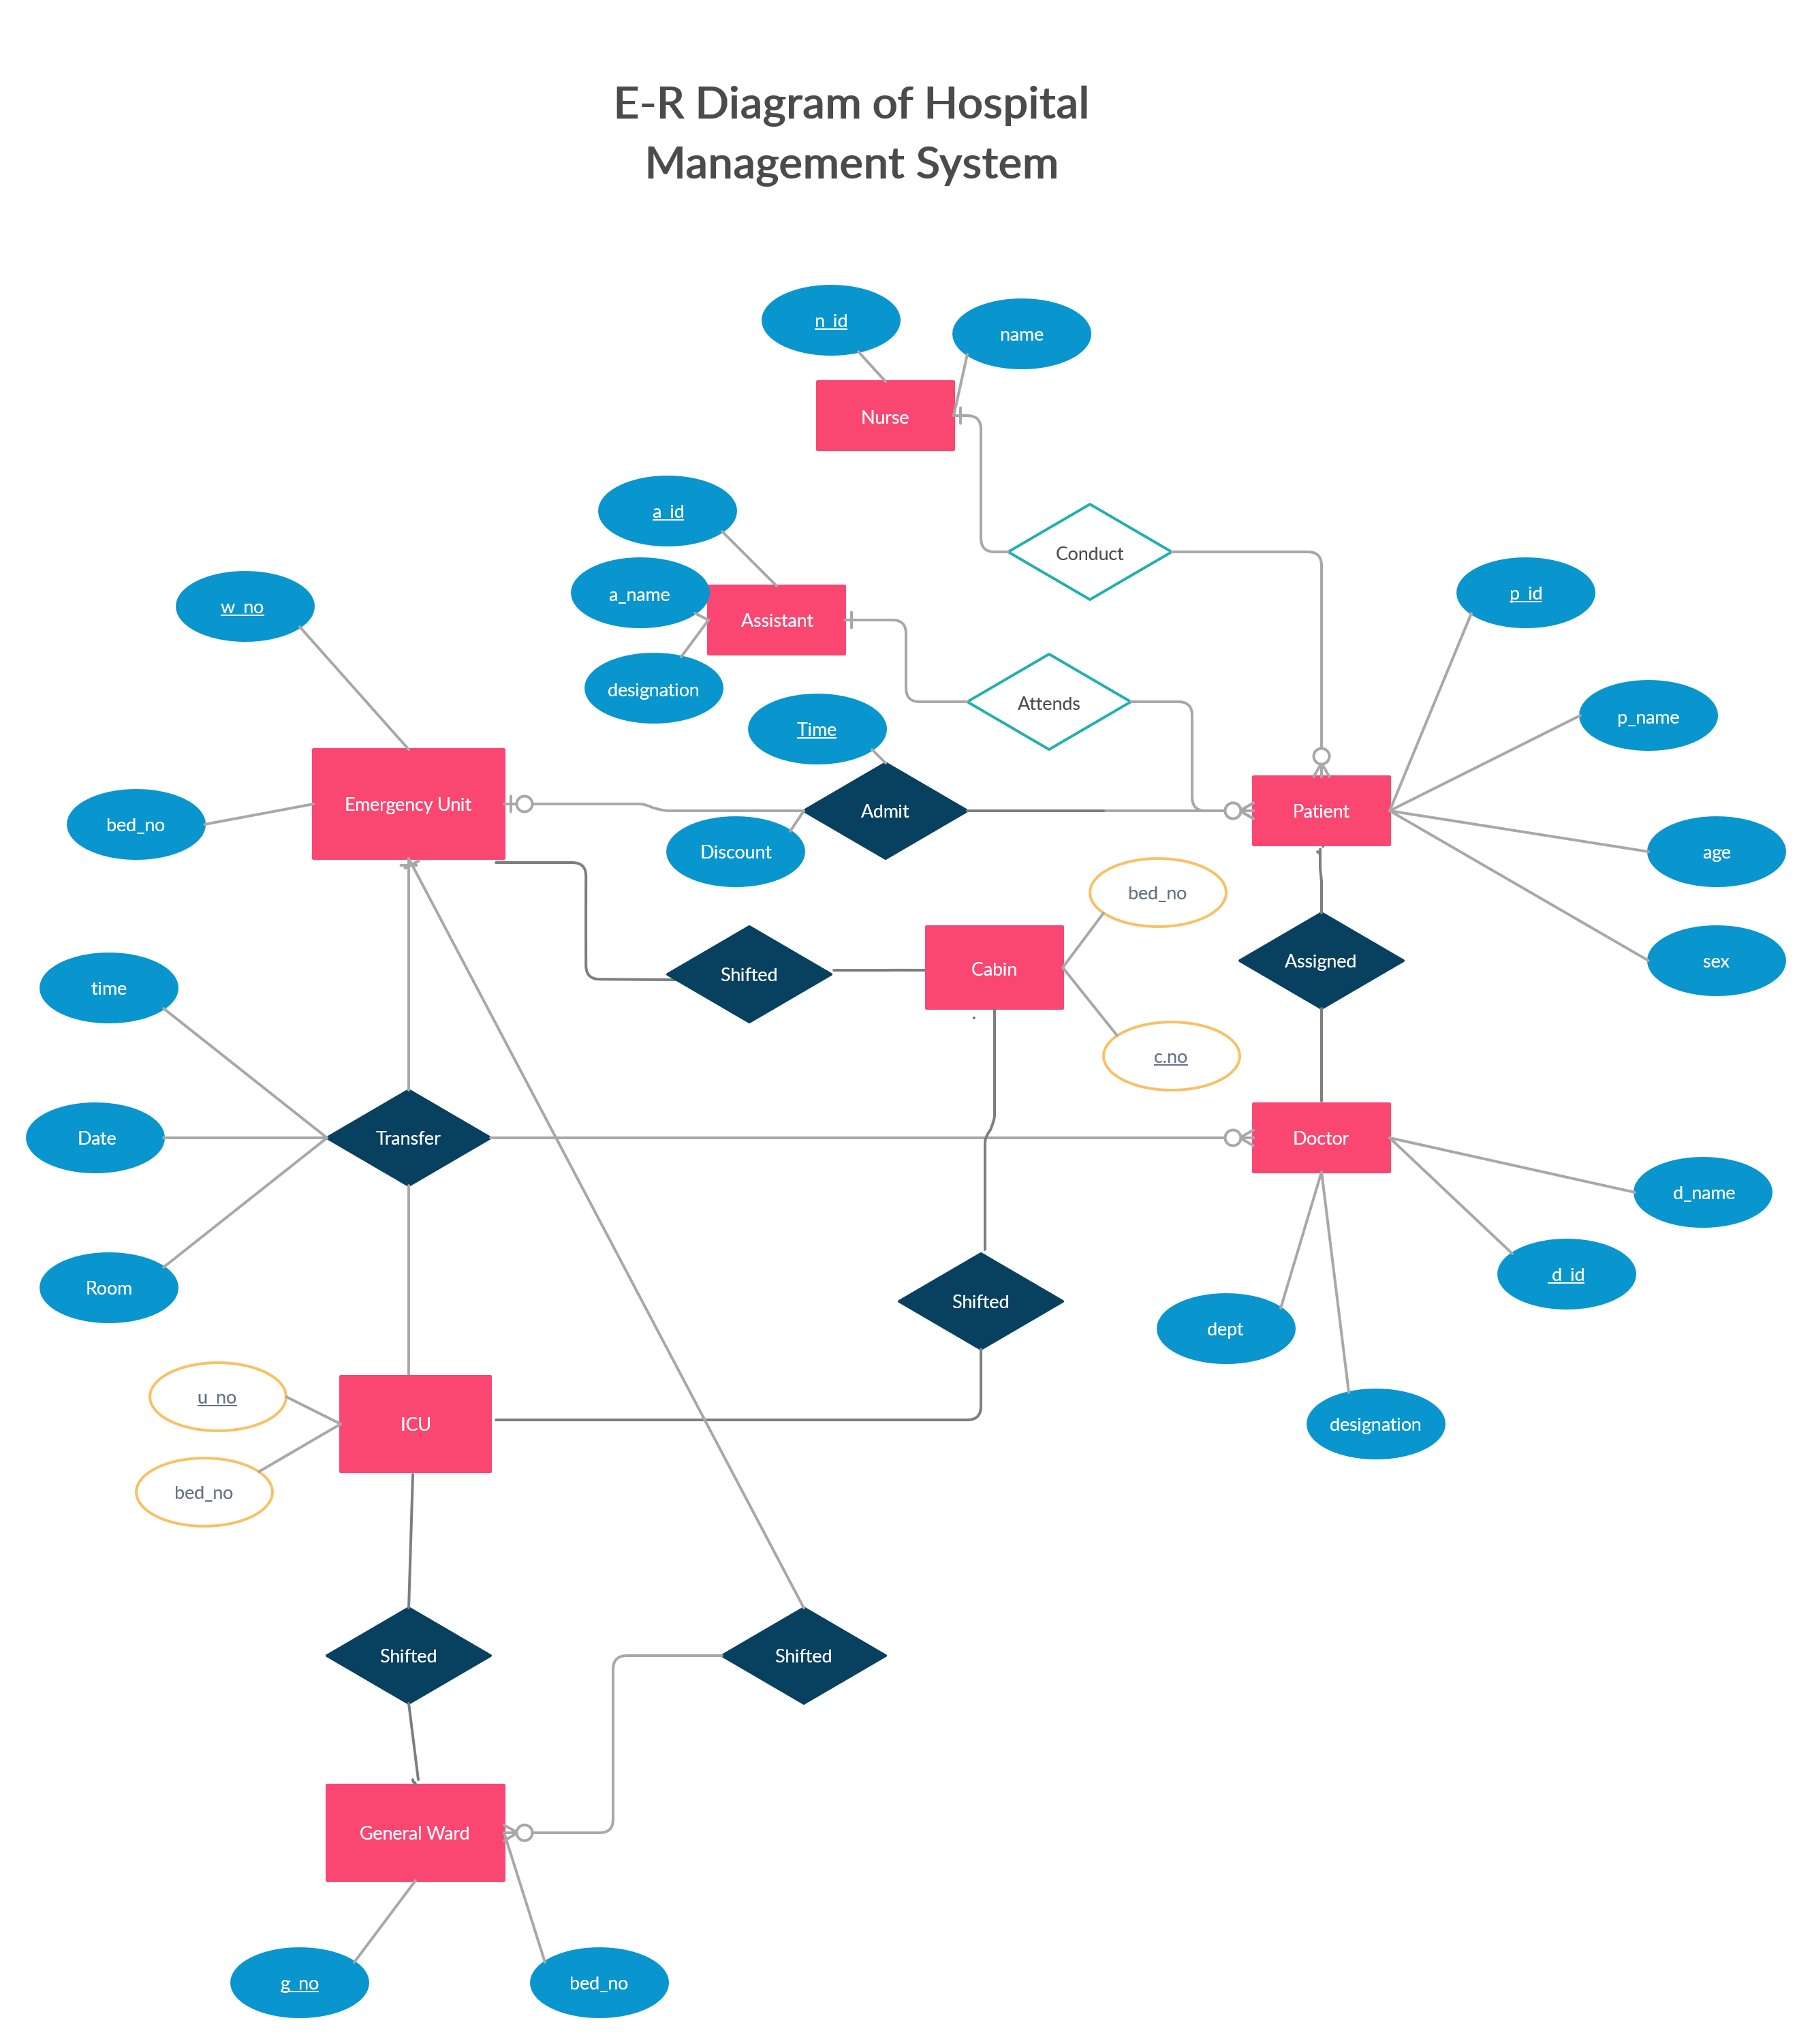 E-R Diagram of Hospital
Management System
n_id
name
Nurse
a_id
Conduct
a_name
p_id
w_no
Assistant
designation
Attends
p_name
Time
Emergency Unit
Admit
Patient
bed_no
Discount
age
bed_no
Shifted
Cabin
Assigned
sex
time
c.no
Date
Transfer
Doctor
d_name
Room
Shifted
d_id
dept
u_no
ICU
designation
bed_no
Shifted
Shifted
General Ward
g_no
bed_no